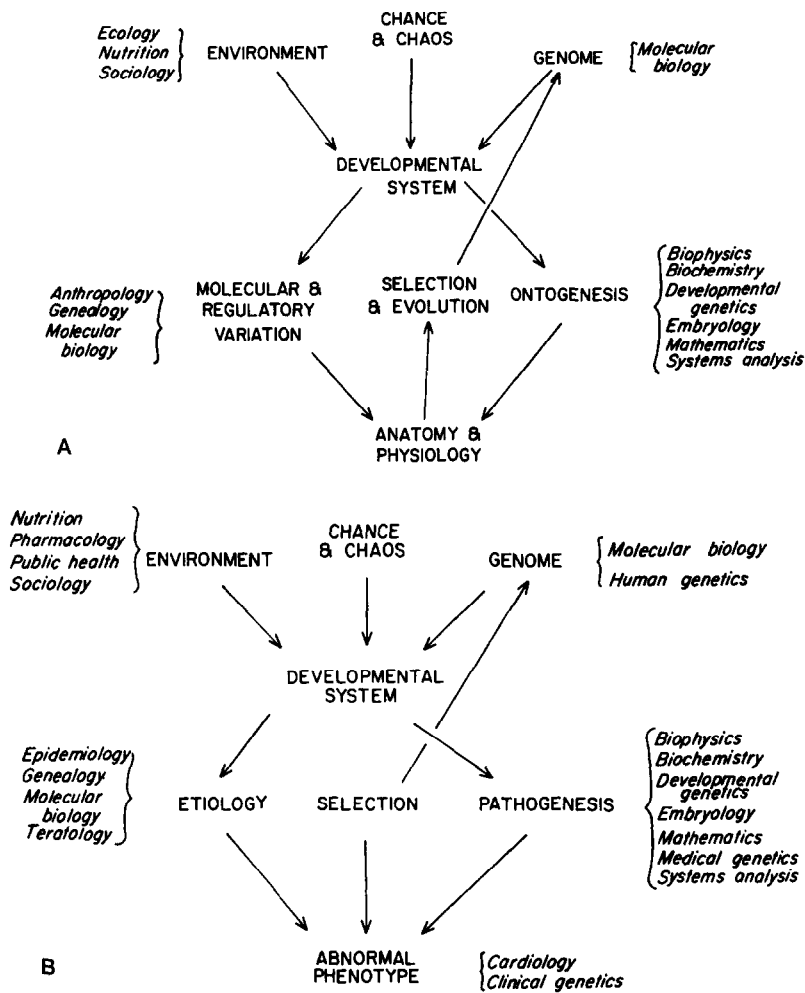 CHANCE
& CHAOS
Ecology
Nutrition
Sociology
ENVIRONMENT
GENOME
Molecular
biology
DEVELOPMENTAL
SYSTEM
Anthropology
Genealogy
Molecular
biology
MOLECULAR &
REGULATORY
VARIATION
SELECTION
& EVOLUTION
ONTOGENESIS
Biophysics
Biochemistry
Developmental
genetics
Embryology
Mathematics
Systems analysis
A
ANATOMY &
PHYSIOLOGY
Nutrition
Pharmacology
Public health
Sociology
ENVIRONMENT
CHANCE
& CHAOS
GENOME
Molecular biology
Human genetics
DEVELOPMENTAL
SYSTEM
Epidemiology
Genealogy
Molecular
biology
Teratology
ETIOLOGY
SELECTION
PATHOGENESIS
Biophysics
Biochemistry
Developmental
genetics
Embryology
Mathematics
Medical genetics
Systems analysis
B
ABNORMAL
PHENOTYPE
Cardiology
Clinical genetics